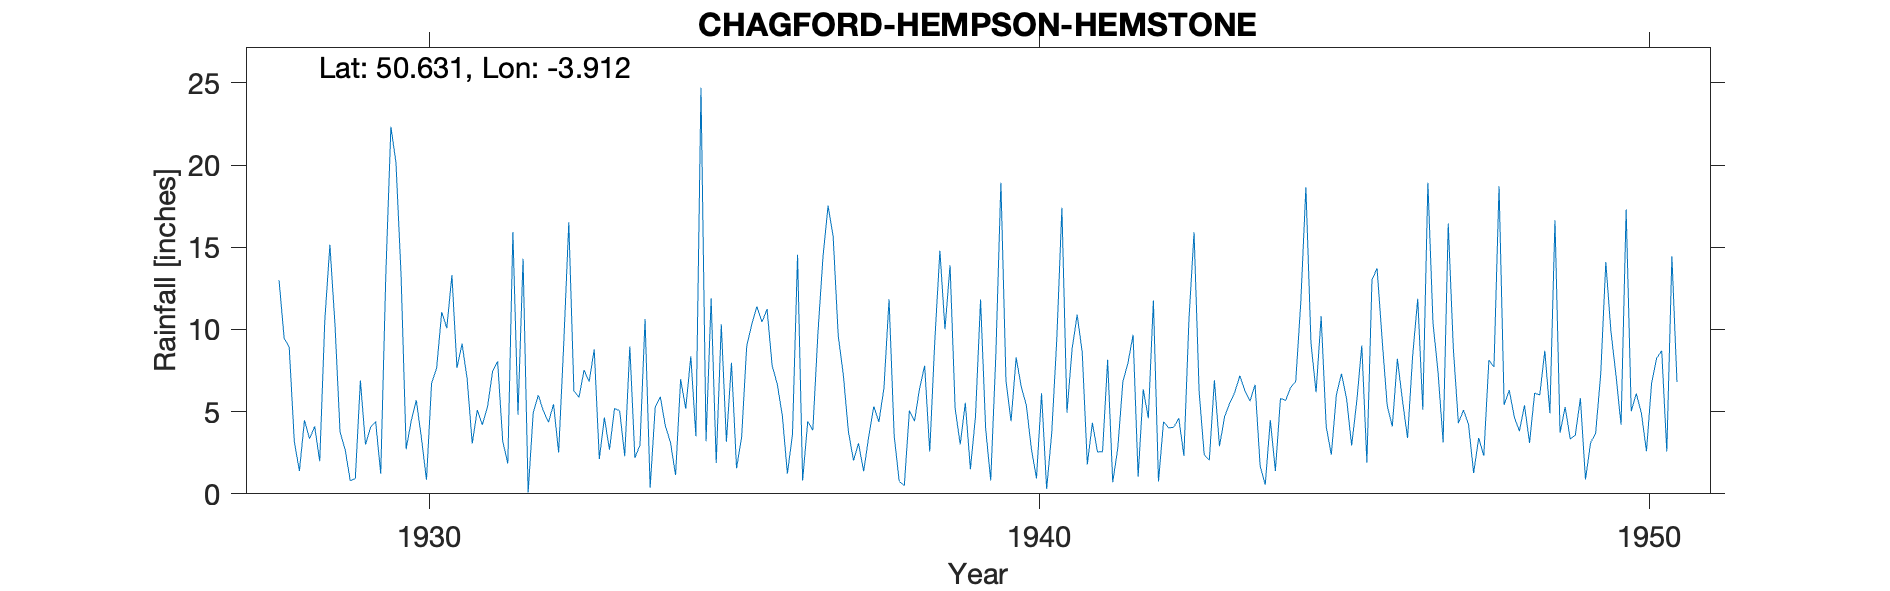 CHAGFORD-HEMPSON-HEMSTONE
Lat: 50.631, Lon: -3.912
Rainfall [inches]
25
20
15
10
5
0
1930 1940 1950
Year